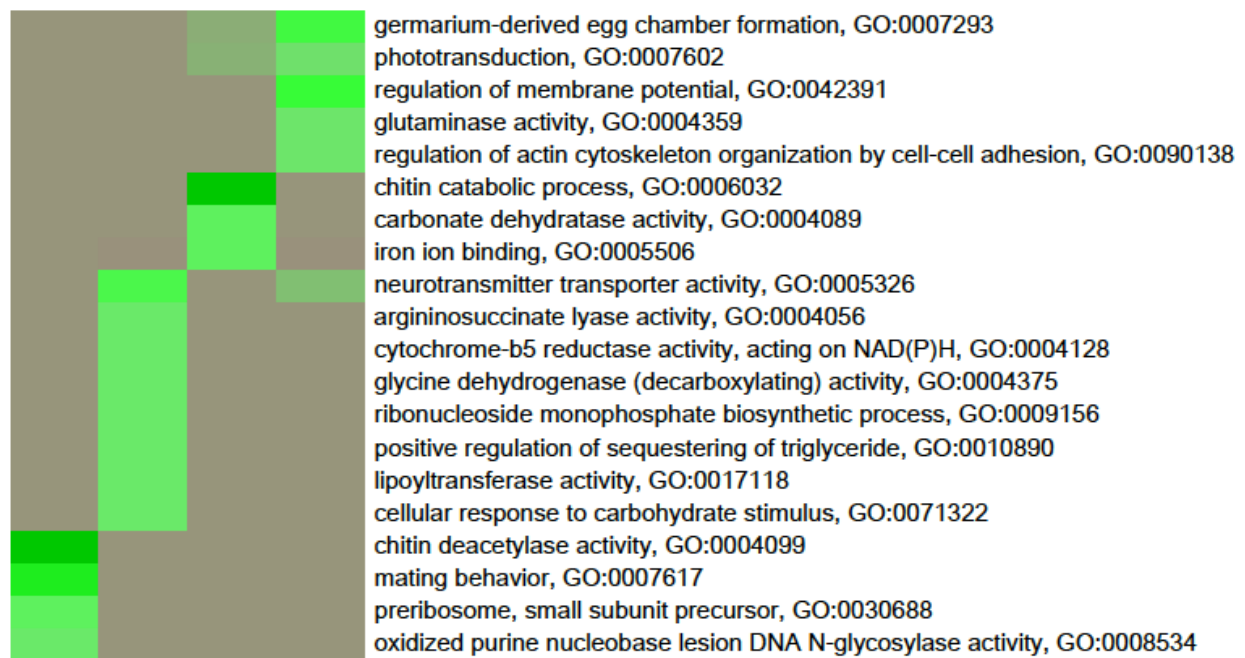 germarium-derived egg chamber formation, GO:0007293
phototransduction, GO:0007602
regulation of membrane potential, GO:0042391
glutaminase activity, GO:0004359
regulation of actin cytoskeleton organization by cell-cell adhesion, GO:0090138
chitin catabolic process, GO:0006032
carbonate dehydratase activity, GO:0004089
iron ion binding, GO:0005506
neurotransmitter transporter activity, GO:0005326
argininosuccinate lyase activity, GO:0004056
cytochrome-b5 reductase activity, acting on NAD(P)H, GO:0004128
glycine dehydrogenase (decarboxylating) activity, GO:0004375
ribonucleoside monophosphate biosynthetic process, GO:0009156
positive regulation of sequestering of triglyceride, GO:0010890
lipoyltransferase activity, GO:0017118
cellular response to carbohydrate stimulus, GO:0071322
chitin deacetylase activity, GO:0004099
mating behavior, GO:0007617
preribosome, small subunit precursor, GO:0030688
oxidized purine nucleobase lesion DNA N-glycosylase activity, GO:0008534